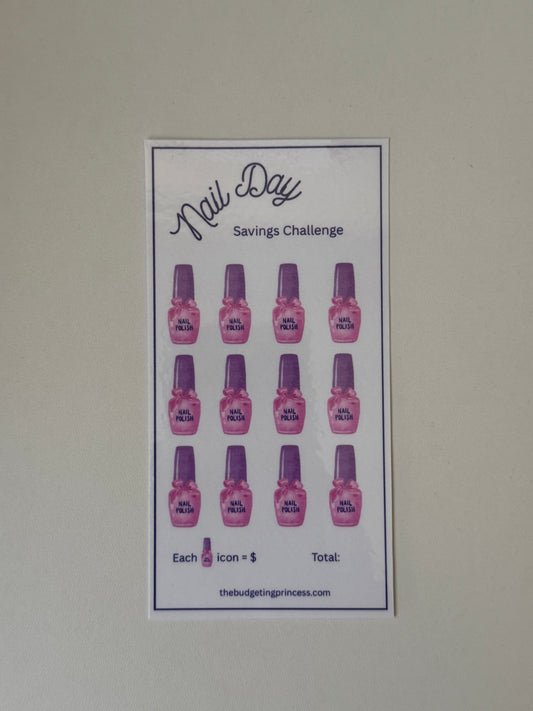 Nail Day
Savings Challenge
NAIL POLISH NAIL POLISH NAIL POLISH NAIL POLISH
NAIL POLISH NAIL POLISH NAIL POLISH NAIL POLISH
NAIL POLISH NAIL POLISH NAIL POLISH NAIL POLISH
Each icon = $ Total:
thebudgetingprincess.com